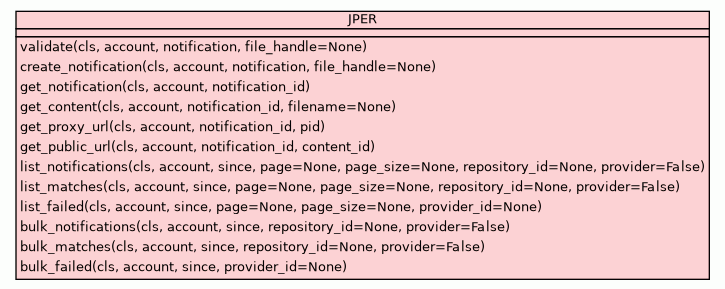 JPER
validate(cls, account, notification, file_handle=None)
create_notification(cls, account, notification, file_handle=None)
get_notification(cls, account, notification_id)
get_content(cls, account, notification_id, filename=None)
get_proxy_url(cls, account, notification_id, pid)
get_public_url(cls, account, notification_id, content_id)
list_notifications(cls, account, since, page=None, page_size=None, repository_id=None, provider=False)
list_matches(cls, account, since, page=None, page_size=None, repository_id=None, provider=False)
list_failed(cls, account, since, page=None, page_size=None, provider_id=None)
bulk_notifications(cls, account, since, repository_id=None, provider=False)
bulk_matches(cls, account, since, repository_id=None, provider=False)
bulk_failed(cls, account, since, provider_id=None)